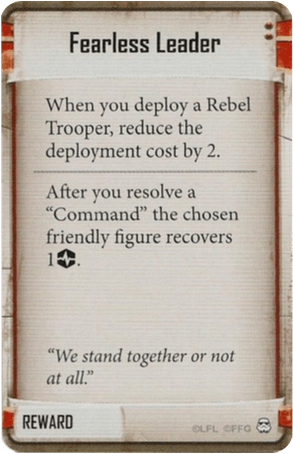 Fearless Leader
When you deploy a Rebel
Trooper, reduce the
deployment cost by 2.
After you resolve a
“Command” the chosen
friendly figure recovers
1.
“We stand together or not
at all.”
REWARD
©LFL ©FFG